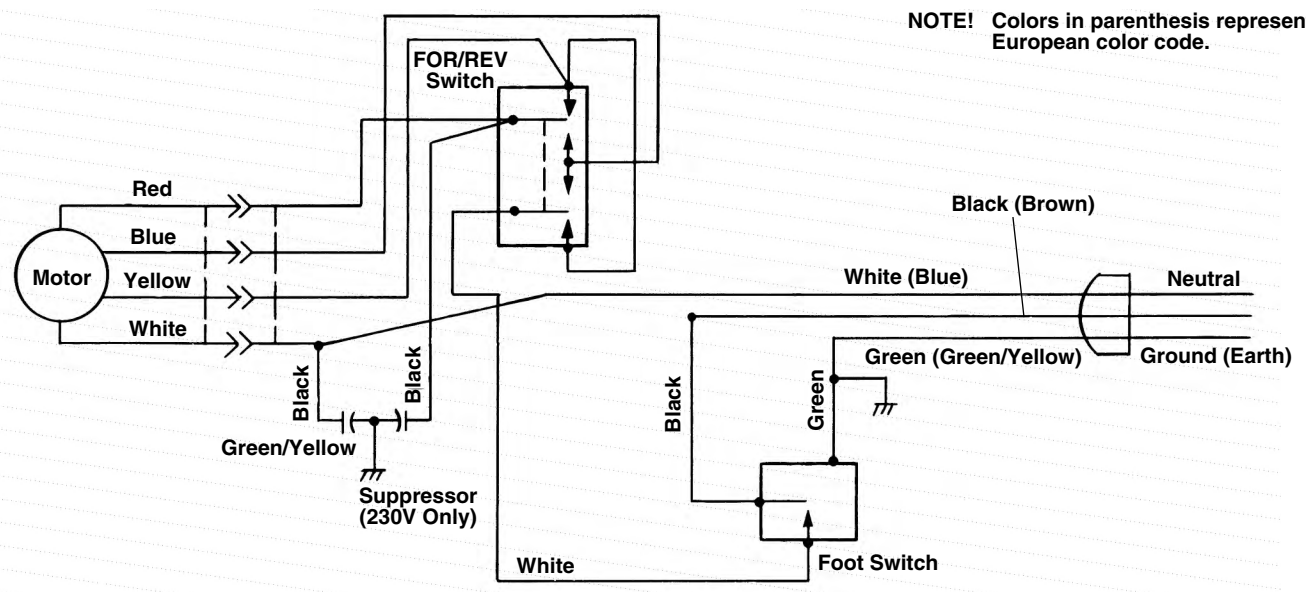 NOTE! Colors in parenthesis represen
European color code.
FOR/REV
Switch
Red
Blue
Motor
Yellow
White
Black (Brown)
White (Blue)
Neutral
Green (Green/Yellow)
Ground (Earth)
Black
Black
Green/Yellow
Suppressor
(230V Only)
Black
Green
White
Foot Switch